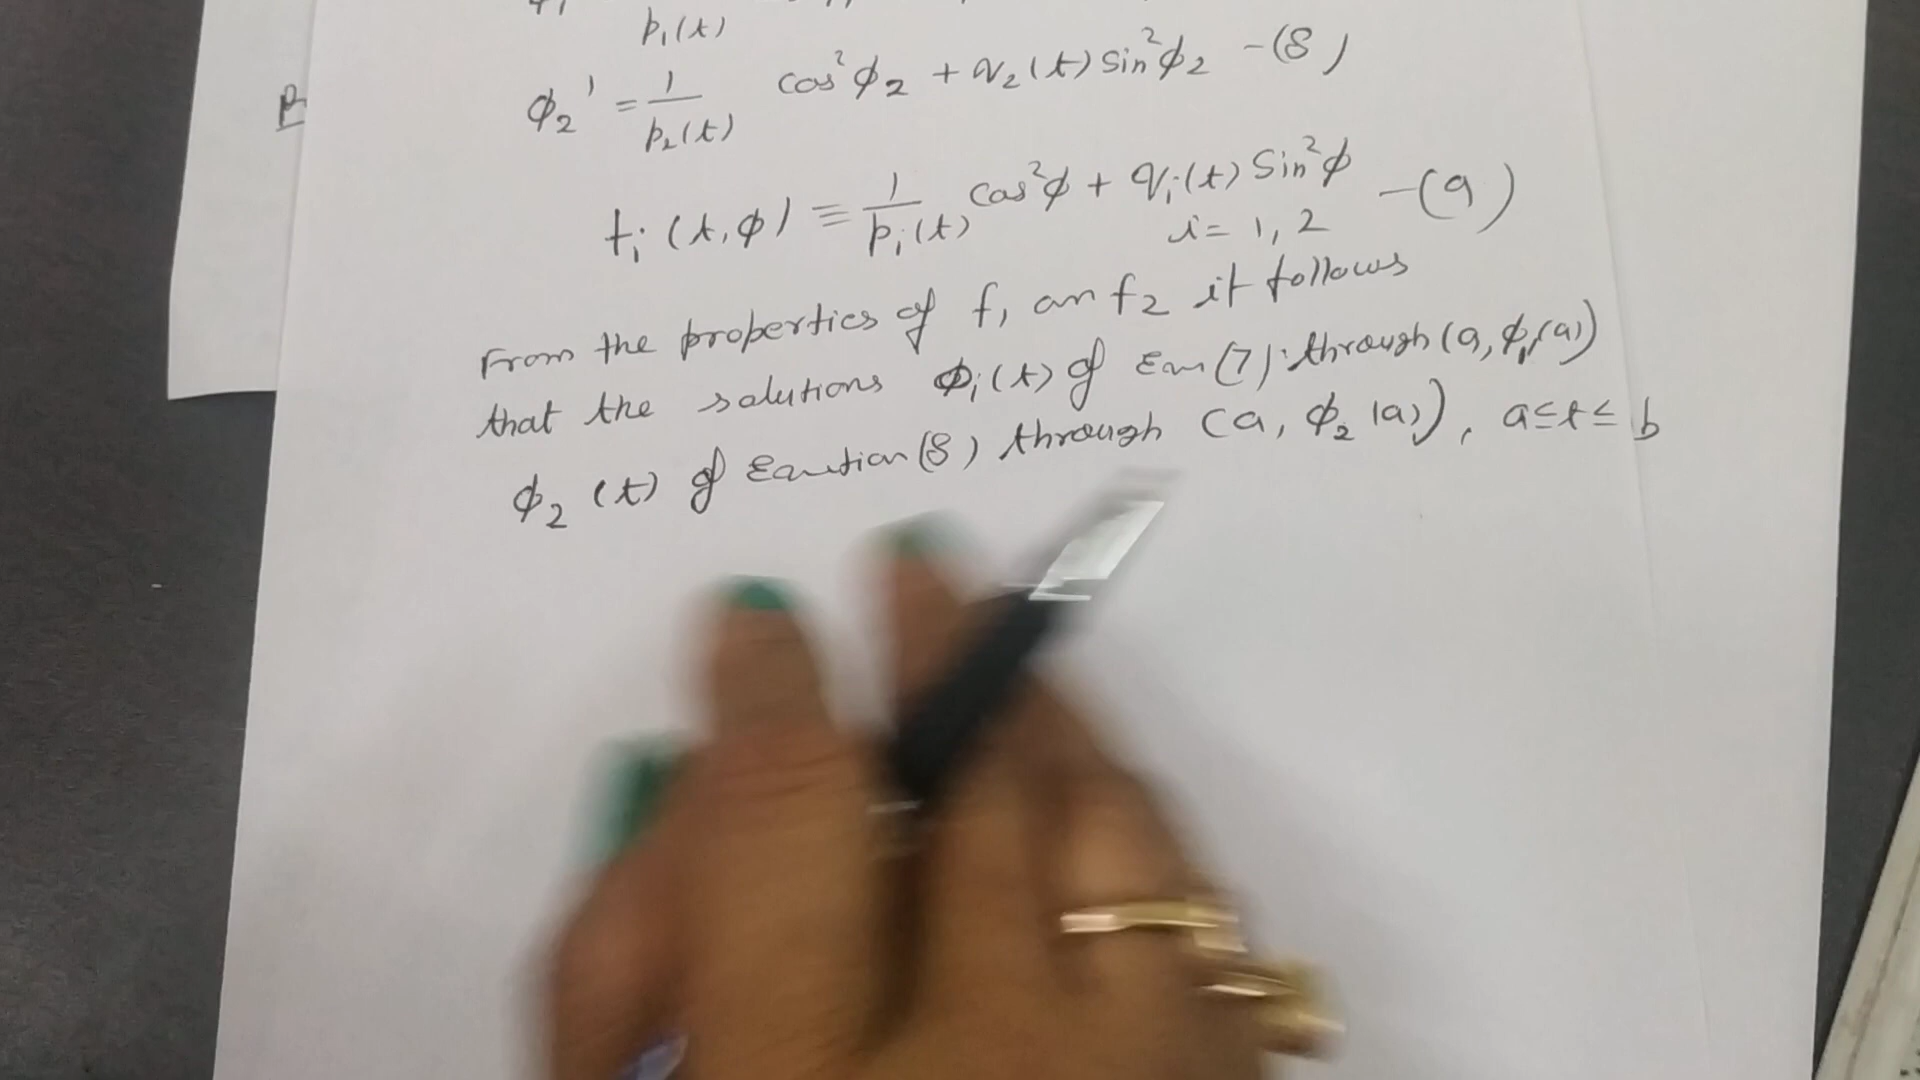 p₁(t)
φ₂' = 1/p₂(t) cos²φ₂ + q₂(t) sin²φ₂ -(8)
fᵢ(t,φ) ≡ 1/pᵢ(t) cos²φ + qᵢ(t) Sin²φ -(9)
i = 1, 2
From the properties of f₁ an f₂ it follows
that the solutions φ₁(t) of Eqn (7) through (a, φ₁(a))
φ₂(t) of Equation (8) through (a, φ₂(a)), a≤t≤b